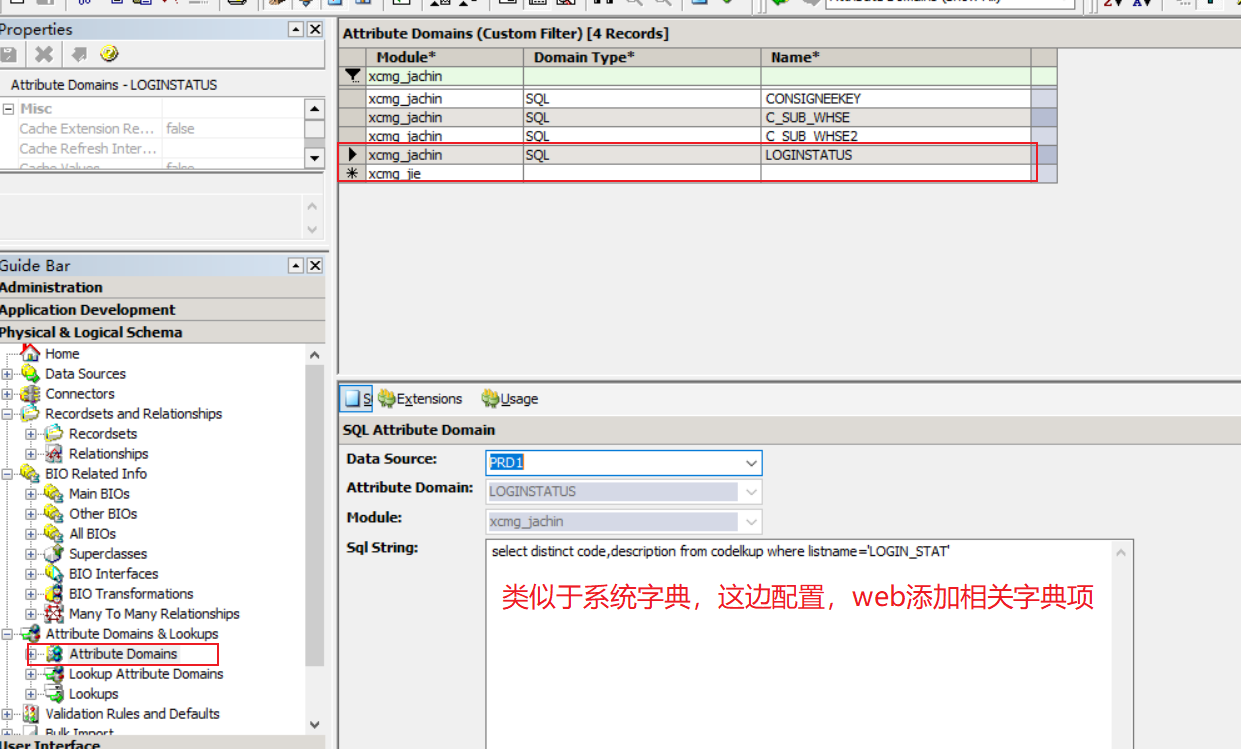 Properties
Attribute Domains - LOGINSTATUS
Misc
Cache Extension Re... false
Cache Refresh Inter...
Cache Values false
Guide Bar
Administration
Application Development
Physical & Logical Schema
Home
Data Sources
Connectors
Recordsets and Relationships
Recordsets
Relationships
BIO Related Info
Main BIOs
Other BIOs
All BIOs
Superclasses
BIO Interfaces
BIO Transformations
Many To Many Relationships
Attribute Domains & Lookups
Attribute Domains
Lookup Attribute Domains
Lookups
Validation Rules and Defaults
Bulk Import
User Interface
Attribute Domains (Custom Filter) [4 Records]
Module* Domain Type* Name*
xcmg_jachin
xcmg_jachin SQL CONSIGNEEKEY
xcmg_jachin SQL C_SUB_WHSE
xcmg_jachin SQL C_SUB_WHSE2
xcmg_jachin SQL LOGINSTATUS
xcmg_jie
S Extensions Usage
SQL Attribute Domain
Data Source: PRD1
Attribute Domain: LOGINSTATUS
Module: xcmg_jachin
Sql String: select distinct code,description from codelkup where listname='LOGIN_STAT'
类似于系统字典，这边配置，web添加相关字典项